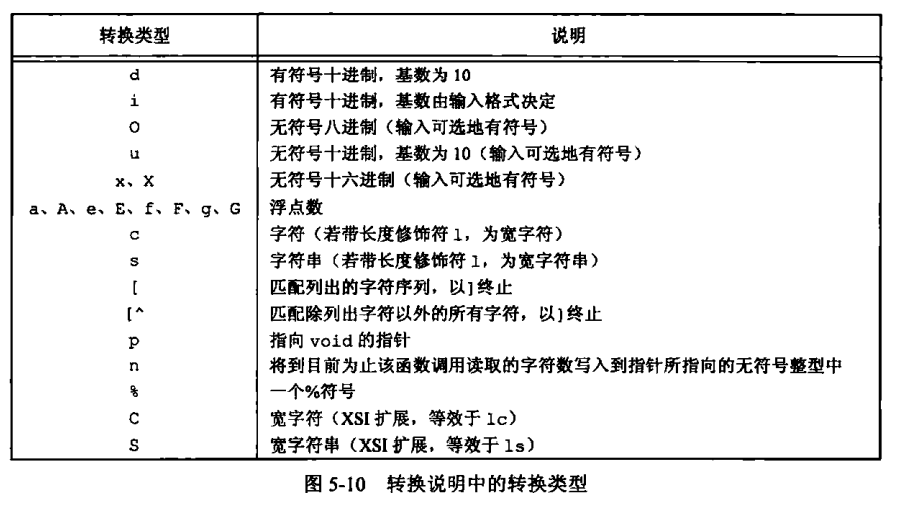 转换类型 说明
d 有符号十进制，基数为 10
i 有符号十进制，基数由输入格式决定
O 无符号八进制（输入可选地有符号）
u 无符号十进制，基数为 10（输入可选地有符号）
x、X 无符号十六进制（输入可选地有符号）
a、A、e、E、f、F、g、G 浮点数
c 字符（若带长度修饰符 l，为宽字符）
s 字符串（若带长度修饰符 l，为宽字符串）
[ 匹配列出的字符序列，以]终止
[^ 匹配除列出字符以外的所有字符，以]终止
p 指向 void 的指针
n 将到目前为止该函数调用读取的字符数写入到指针所指向的无符号整型中
% 一个%符号
C 宽字符（XSI 扩展，等效于 lc）
S 宽字符串（XSI 扩展，等效于 ls）
图 5-10 转换说明中的转换类型